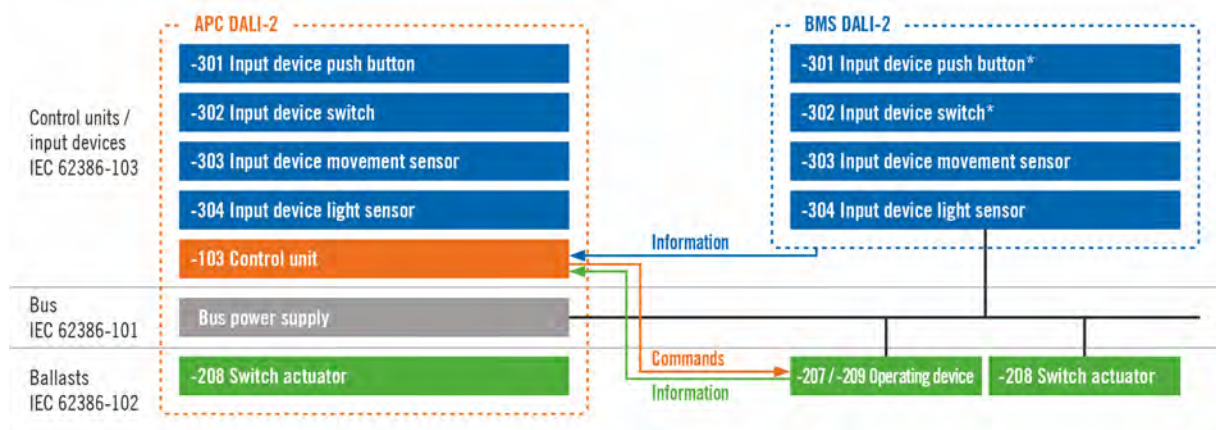 APC DALI-2
BMS DALI-2
Control units /
input devices
IEC 62386-103
-301 Input device push button
-302 Input device switch
-303 Input device movement sensor
-304 Input device light sensor
-103 Control unit
-301 Input device push button*
-302 Input device switch*
-303 Input device movement sensor
-304 Input device light sensor
Information
Bus
IEC 62386-101
Bus power supply
Ballasts
IEC 62386-102
-208 Switch actuator
Commands
Information
-207 / -209 Operating device
-208 Switch actuator